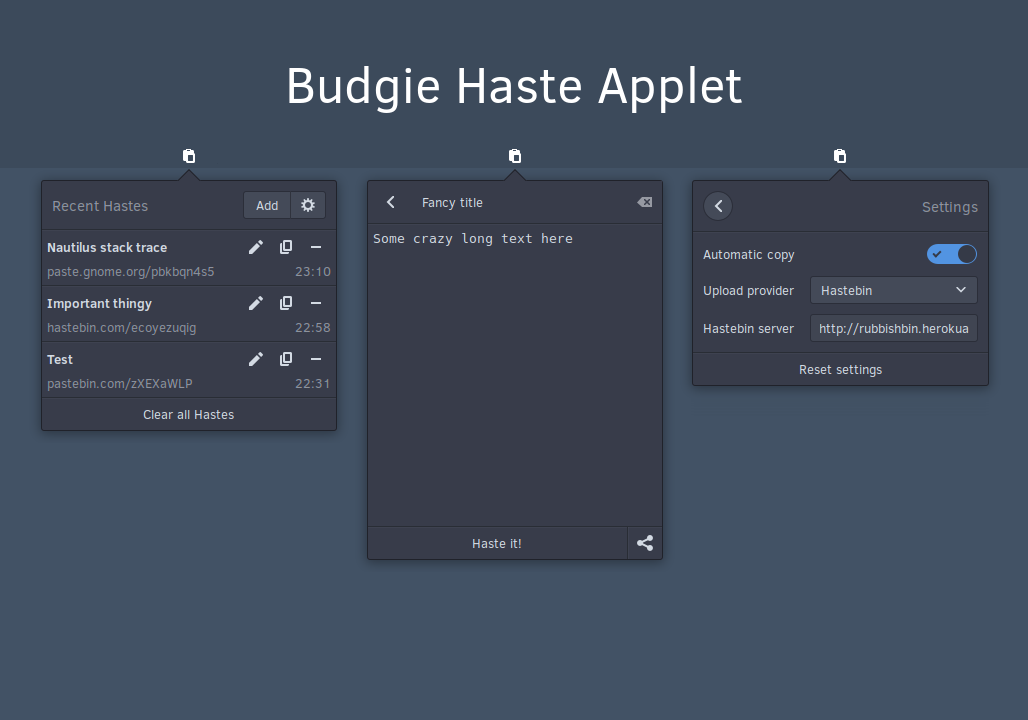 Budgie Haste Applet
Recent Hastes Add
Nautilus stack trace
paste.gnome.org/pbkbqn4s5 23:10
Important thingy
hastebin.com/ecoyezuqig 22:58
Test
pastebin.com/zXEXaWLP 22:31
Clear all Hastes
Fancy title
Some crazy long text here
Haste it!
Settings
Automatic copy
Upload provider Hastebin
Hastebin server http://rubbishbin.herokua
Reset settings